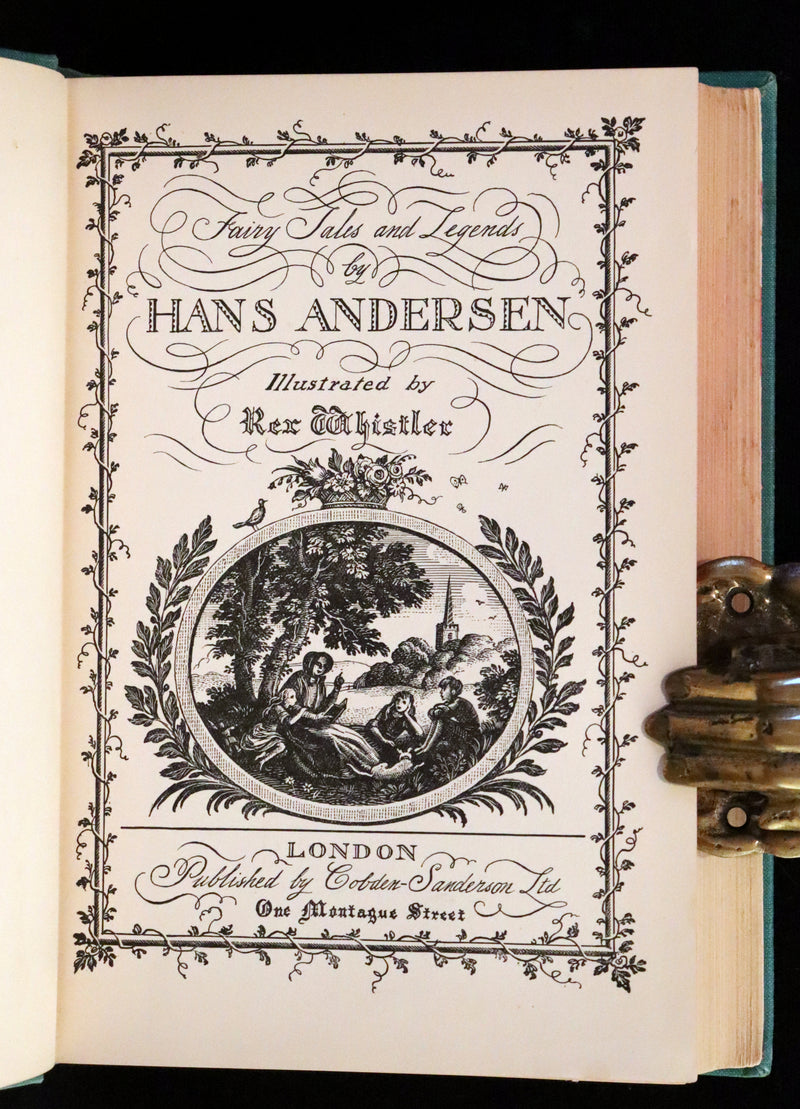 Fairy Tales and Legends
by
HANS ANDERSEN
Illustrated by
Rex Whistler
LONDON
Published by Cobden-Sanderson Ltd
One Montague Street